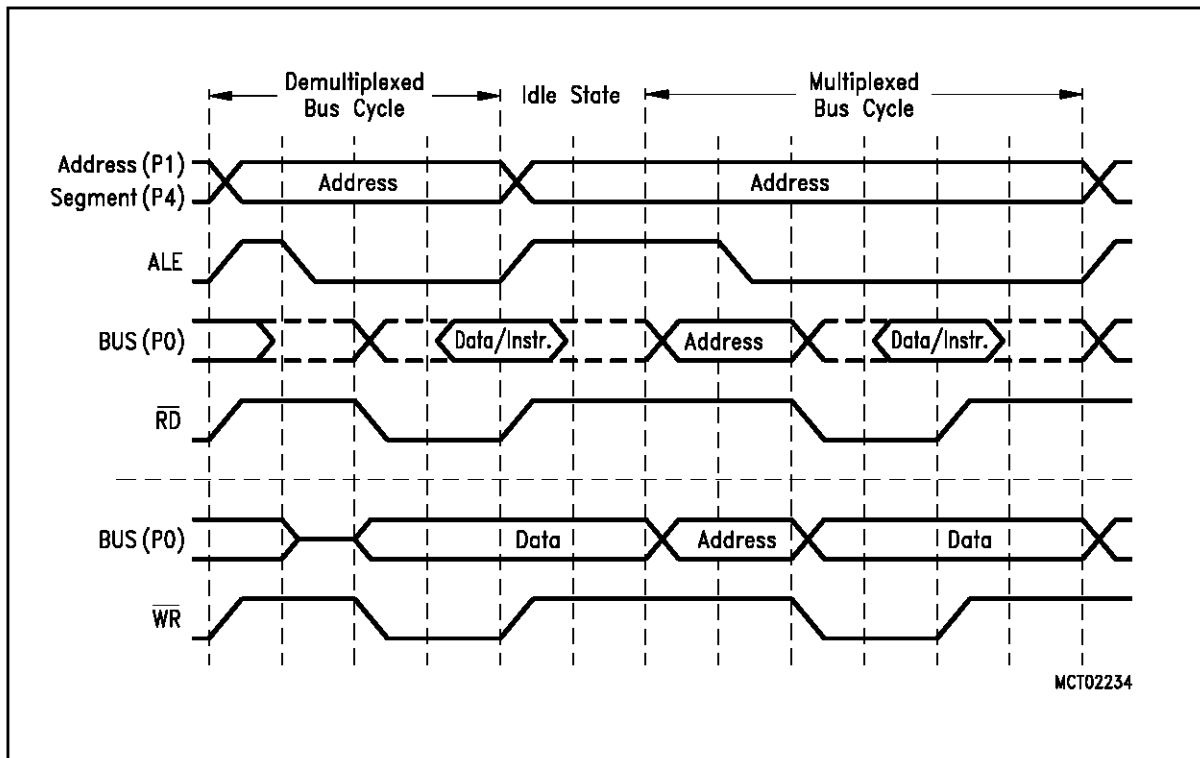 Demultiplexed
Bus Cycle
Idle State
Multiplexed
Bus Cycle
Address (P1)
Segment (P4)
Address
Address
ALE
BUS (P0)
Data/Instr.
Address
Data/Instr.
RD
BUS (P0)
Data
Address
Data
WR
MCT02234